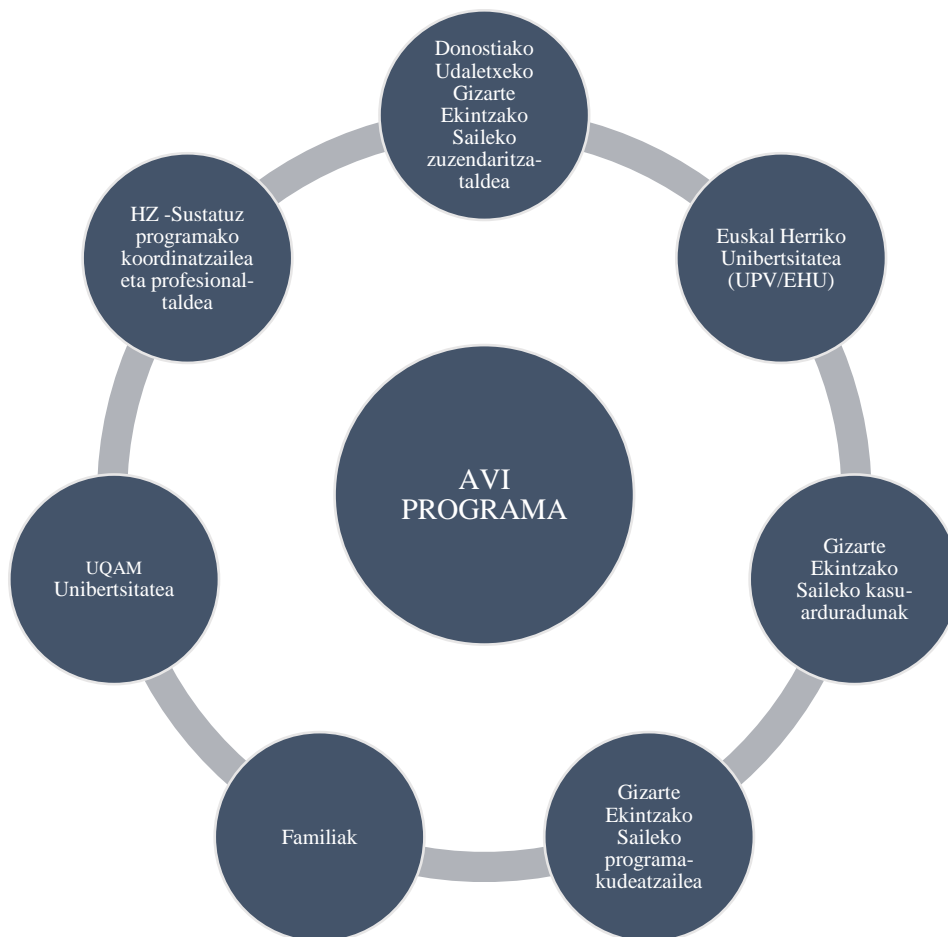 Donostiako
Udaletxeko
Gizarte
Ekintzako
Saileko
zuzendaritza-
taldea
Euskal Herriko
Unibertsitatea
(UPV/EHU)
Gizarte
Ekintzako
Saileko kasu-
arduradunak
Gizarte
Ekintzako
Saileko
programa-
kudeatzailea
Familiak
UQAM
Unibertsitatea
HZ -Sustatuz
programako
koordinatzailea
eta profesional-
taldea
AVI
PROGRAMA